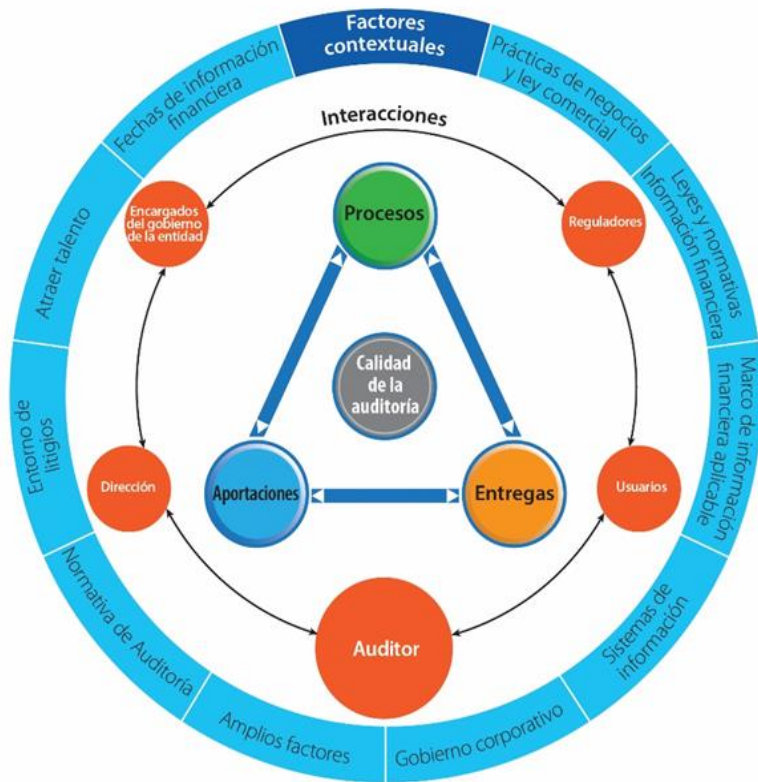 Factores
contextuales
Prácticas de negocios
y ley comercial
Leyes y normativas
Información financiera
Marco de información
financiera aplicable
Sistemas de
información
Gobierno corporativo
Amplios factores
Normativa de Auditoría
Entorno de
litigios
Atraer talento
Fechas de información
financiera
Interacciones
Encargados
del gobierno
de la entidad
Reguladores
Procesos
Calidad
de la
auditoría
Aportaciones
Entregas
Dirección
Usuarios
Auditor